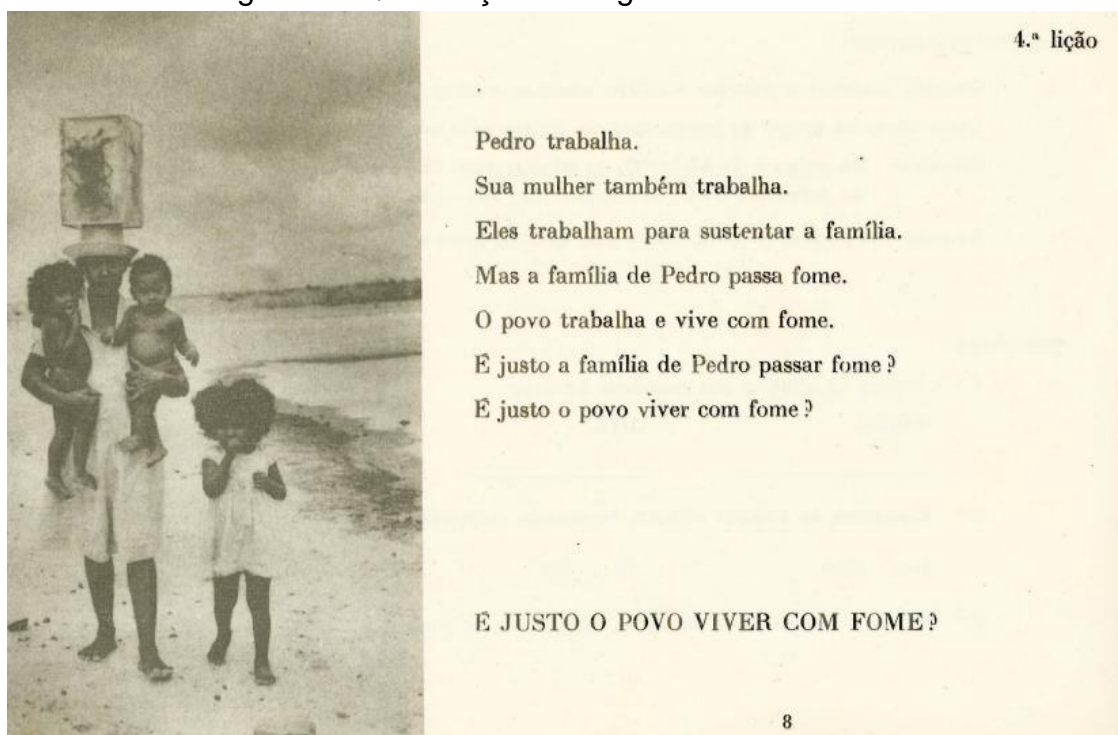 4.ª lição
Pedro trabalha.
Sua mulher também trabalha.
Eles trabalham para sustentar a família.
Mas a família de Pedro passa fome.
O povo trabalha e vive com fome.
É justo a família de Pedro passar fome?
É justo o povo viver com fome?
É JUSTO O POVO VIVER COM FOME?
8